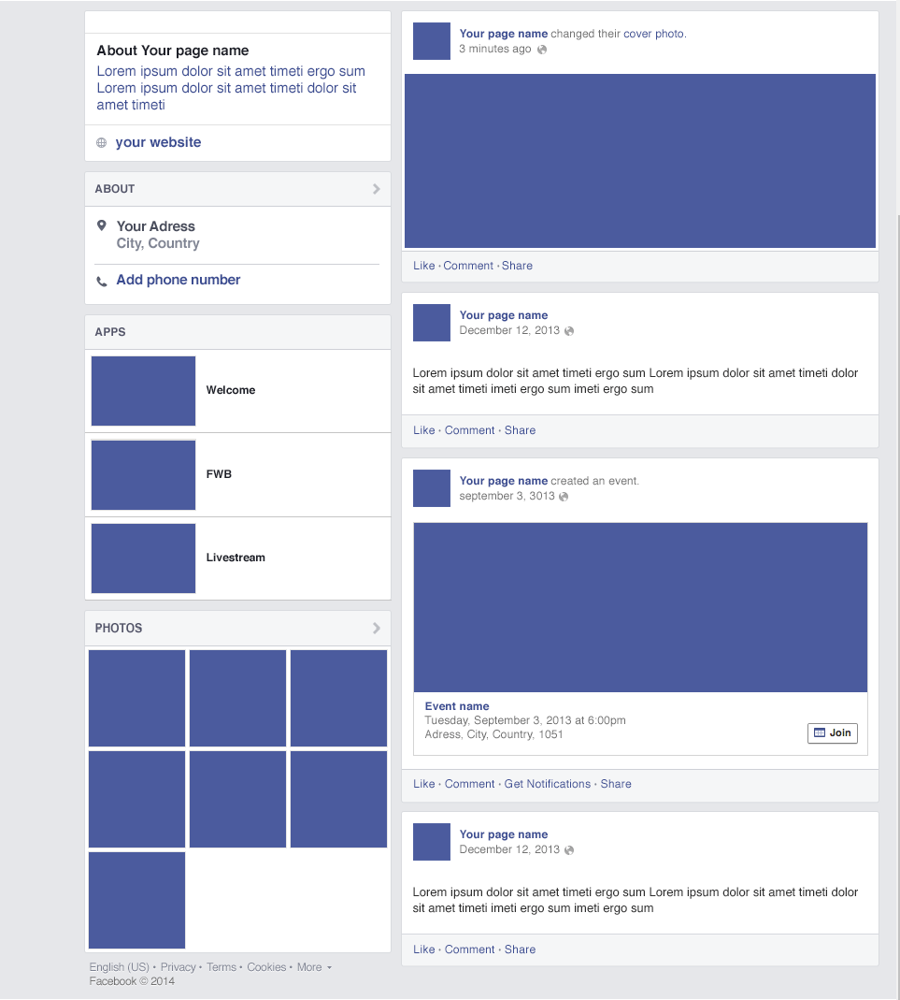 About Your page name
Lorem ipsum dolor sit amet timeti ergo sum
Lorem ipsum dolor sit amet timeti dolor sit
amet timeti
your website
ABOUT
Your Adress
City, Country
Add phone number
APPS
Welcome
FWB
Livestream
PHOTOS
English (US) • Privacy • Terms • Cookies • More
Facebook © 2014
Your page name changed their cover photo.
3 minutes ago
Like · Comment · Share
Your page name
December 12, 2013
Lorem ipsum dolor sit amet timeti ergo sum Lorem ipsum dolor sit amet timeti dolor
sit amet timeti imeti ergo sum imeti ergo sum
Like · Comment · Share
Your page name created an event.
september 3, 3013
Event name
Tuesday, September 3, 2013 at 6:00pm
Adress, City, Country, 1051
Join
Like · Comment · Get Notifications · Share
Your page name
December 12, 2013
Lorem ipsum dolor sit amet timeti ergo sum Lorem ipsum dolor sit amet timeti dolor
sit amet timeti imeti ergo sum imeti ergo sum
Like · Comment · Share